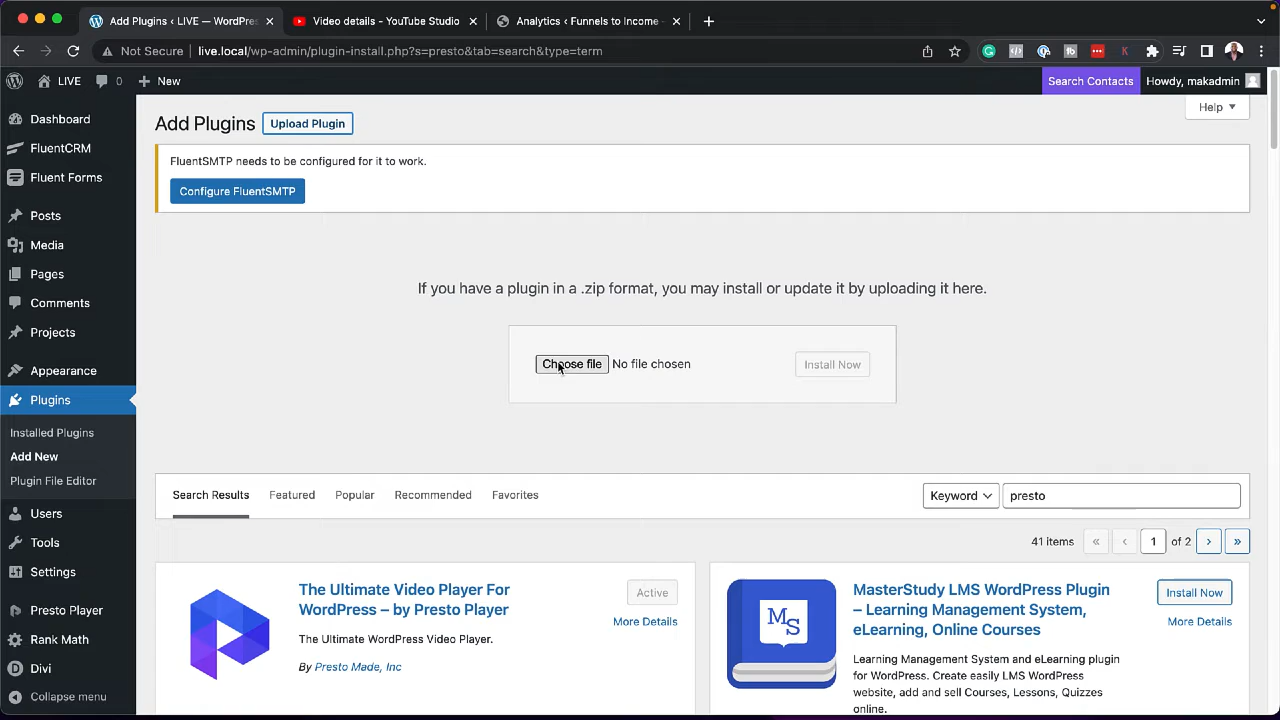 Add Plugins ‹ LIVE — WordPres
Video details - YouTube Studio
Analytics ‹ Funnels to Income
Not Secure
live.local/wp-admin/plugin-install.php?s=presto&tab=search&type=term
LIVE
0
New
Search Contacts
Howdy, makadmin
Dashboard
FluentCRM
Fluent Forms
Posts
Media
Pages
Comments
Projects
Appearance
Plugins
Installed Plugins
Add New
Plugin File Editor
Users
Tools
Settings
Presto Player
Rank Math
Divi
Collapse menu
Help
Add Plugins
Upload Plugin
FluentSMTP needs to be configured for it to work.
Configure FluentSMTP
If you have a plugin in a .zip format, you may install or update it by uploading it here.
Choose file No file chosen
Install Now
Search Results
Featured
Popular
Recommended
Favorites
Keyword
presto
41 items
«
‹
1
of 2
›
»
The Ultimate Video Player For
WordPress – by Presto Player
Active
More Details
The Ultimate WordPress Video Player.
By Presto Made, Inc
MS
MasterStudy LMS WordPress Plugin
– Learning Management System,
eLearning, Online Courses
Install Now
More Details
Learning Management System and eLearning plugin
for WordPress. Create easily LMS WordPress
website, add and sell Courses, Lessons, Quizzes
online.